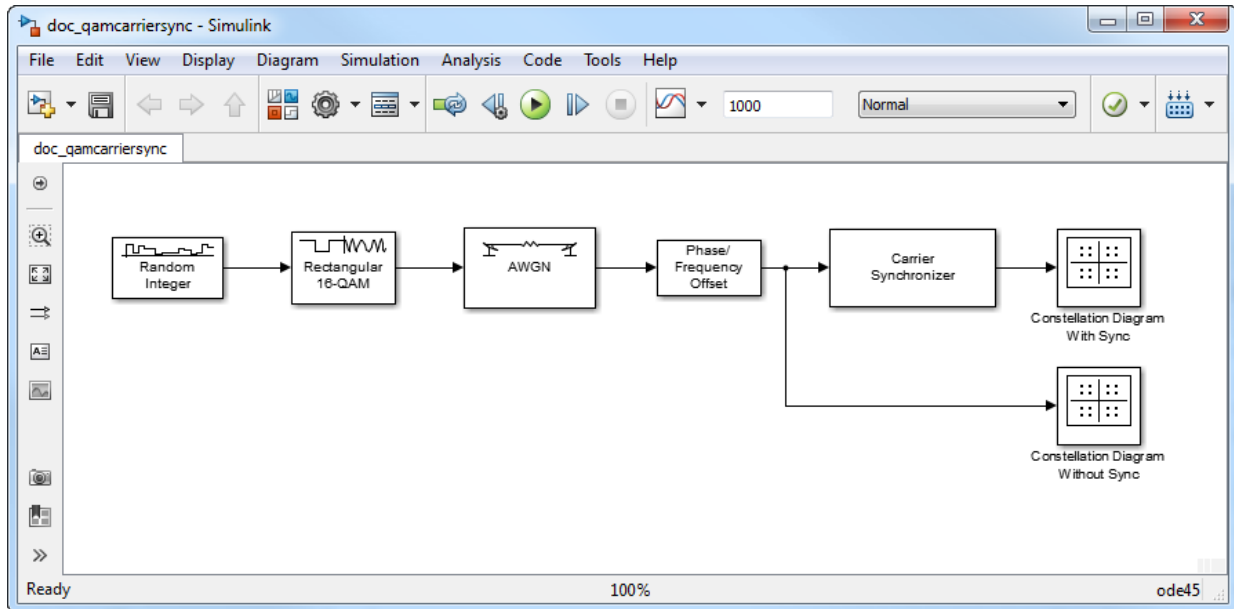 doc_qamcarriersync - Simulink
File Edit View Display Diagram Simulation Analysis Code Tools Help
1000 Normal
doc_qamcarriersync
Random
Integer
Rectangular
16-QAM
AWGN
Phase/
Frequency
Offset
Carrier
Synchronizer
Constellation Diagram
With Sync
Constellation Diagram
Without Sync
Ready 100% ode45